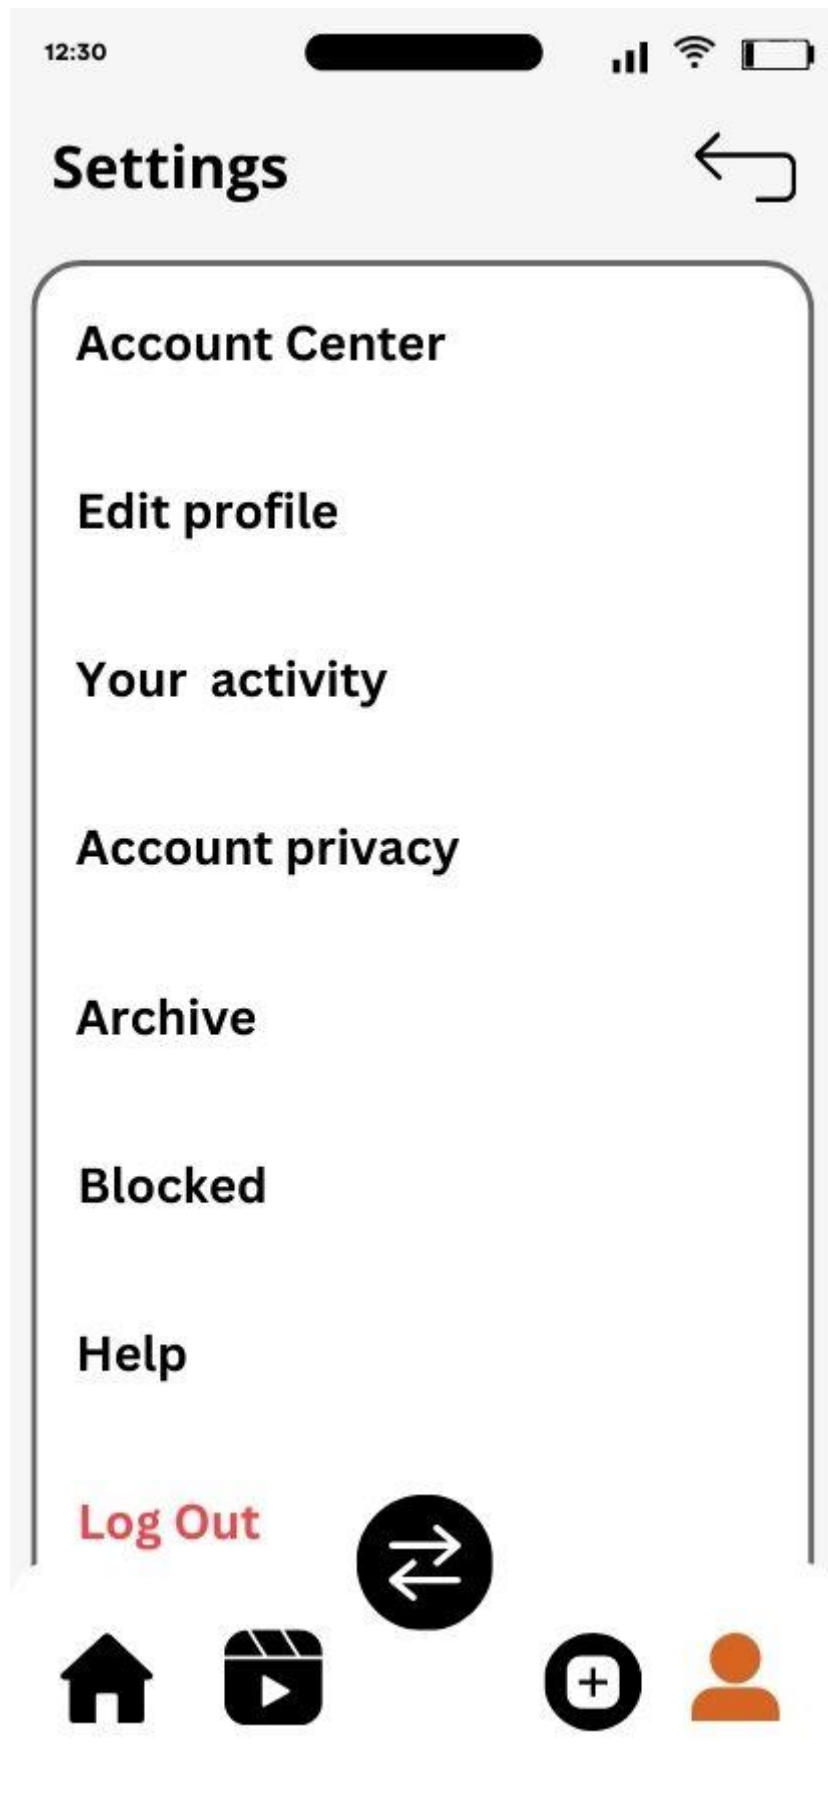 12:30
Settings
Account Center
Edit profile
Your  activity
Account privacy
Archive
Blocked
Help
Log Out